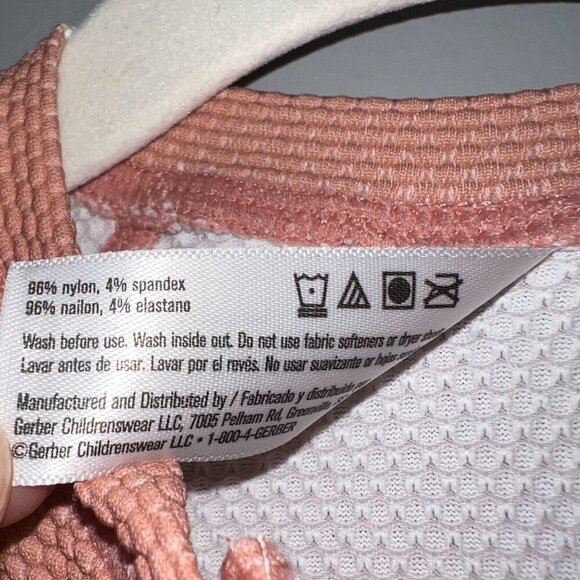 96% nylon, 4% spandex
96% nailon, 4% elastano
Wash before use. Wash inside out. Do not use fabric softeners or dryer
Lavar antes de usar. Lavar por el revés. No usar suavizante o hojas
Manufactured and Distributed by / Fabricado y distribuido
Gerber Childrenswear LLC, 7005 Pelham Rd, Greenville
©Gerber Childrenswear LLC • 1-800-4-GERBER